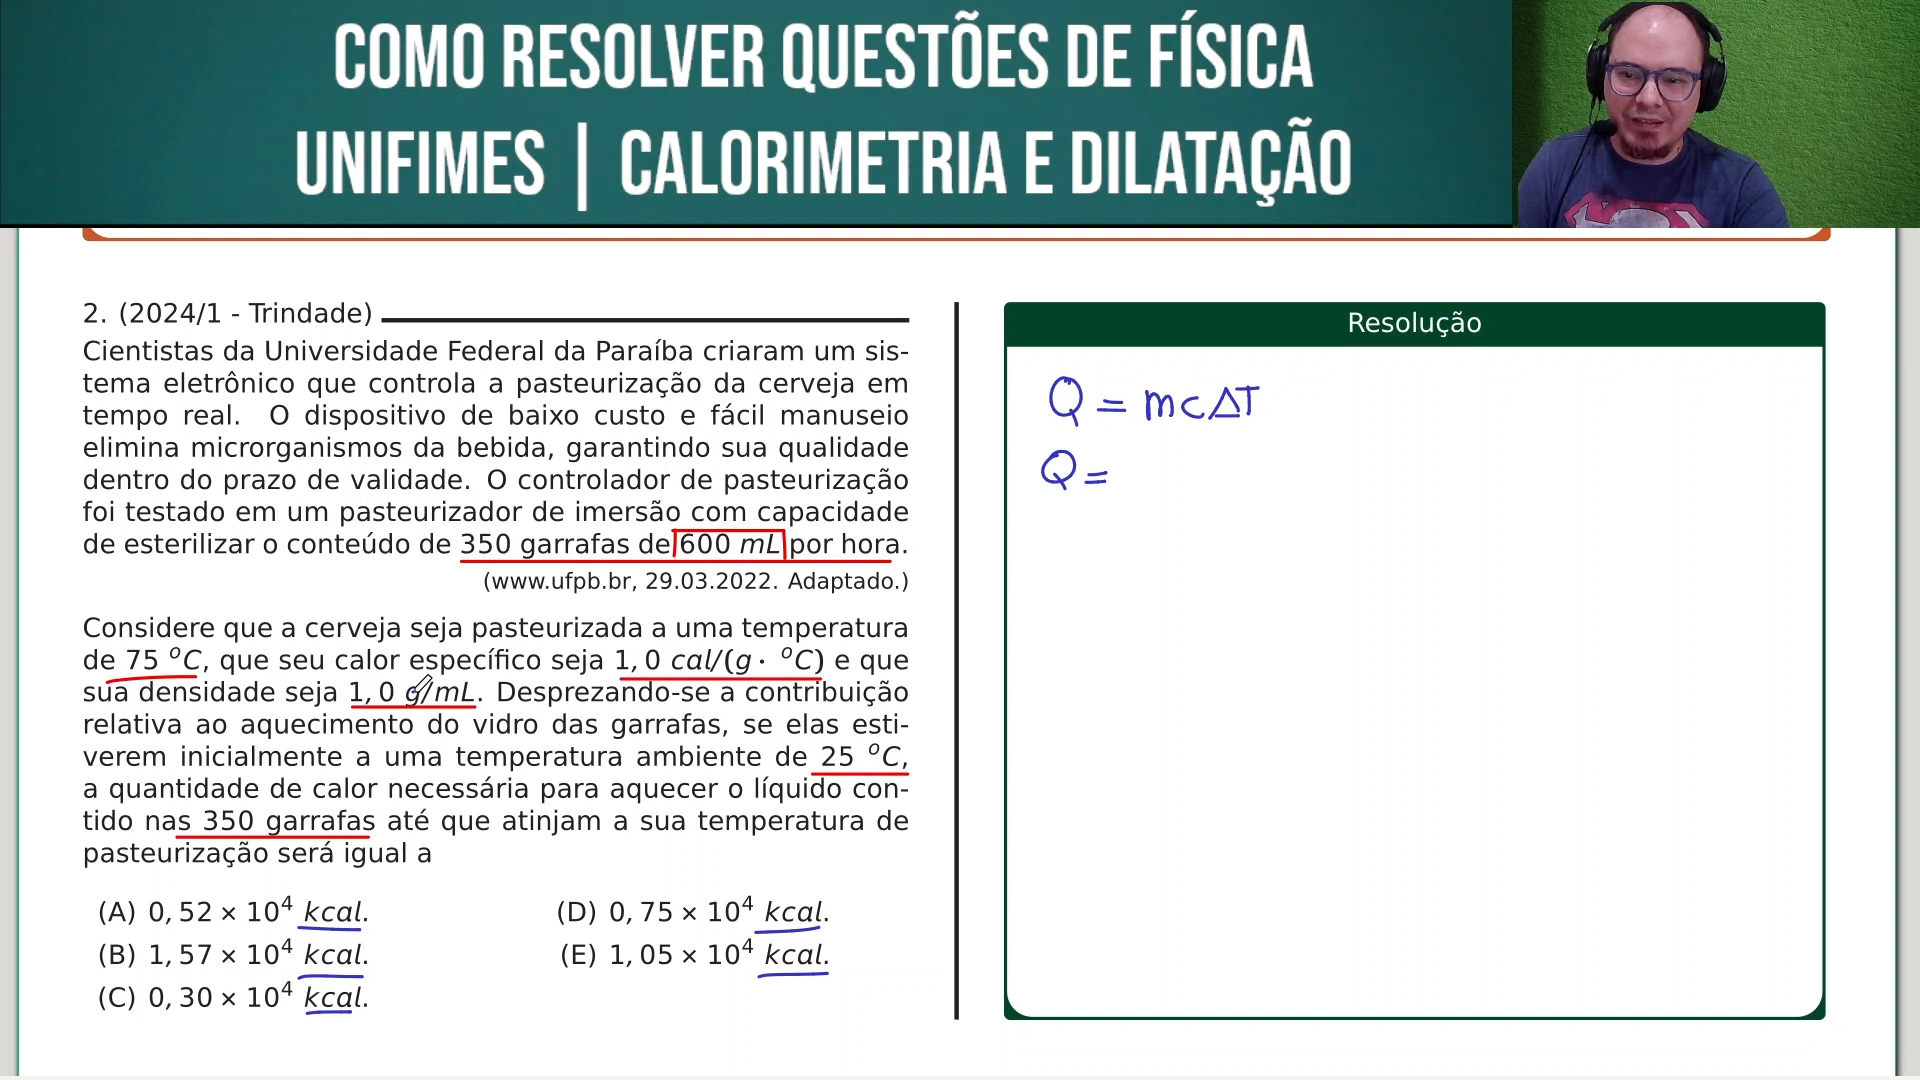 COMO RESOLVER QUESTÕES DE FÍSICA
UNIFIMES | CALORIMETRIA E DILATAÇÃO
2. (2024/1 - Trindade)
Cientistas da Universidade Federal da Paraíba criaram um sis-
tema eletrônico que controla a pasteurização da cerveja em
tempo real. O dispositivo de baixo custo e fácil manuseio
elimina microrganismos da bebida, garantindo sua qualidade
dentro do prazo de validade. O controlador de pasteurização
foi testado em um pasteurizador de imersão com capacidade
de esterilizar o conteúdo de 350 garrafas de 600 mL por hora.
(www.ufpb.br, 29.03.2022. Adaptado.)
Considere que a cerveja seja pasteurizada a uma temperatura
de 75 °C, que seu calor específico seja 1,0 cal/(g· °C) e que
sua densidade seja 1,0 g/mL. Desprezando-se a contribuição
relativa ao aquecimento do vidro das garrafas, se elas esti-
verem inicialmente a uma temperatura ambiente de 25 °C,
a quantidade de calor necessária para aquecer o líquido con-
tido nas 350 garrafas até que atinjam a sua temperatura de
pasteurização será igual a
(A) 0,52 × 10⁴ kcal.
(B) 1,57 × 10⁴ kcal.
(C) 0,30 × 10⁴ kcal.
(D) 0,75 × 10⁴ kcal.
(E) 1,05 × 10⁴ kcal.
Resolução
Q = mcΔT
Q =